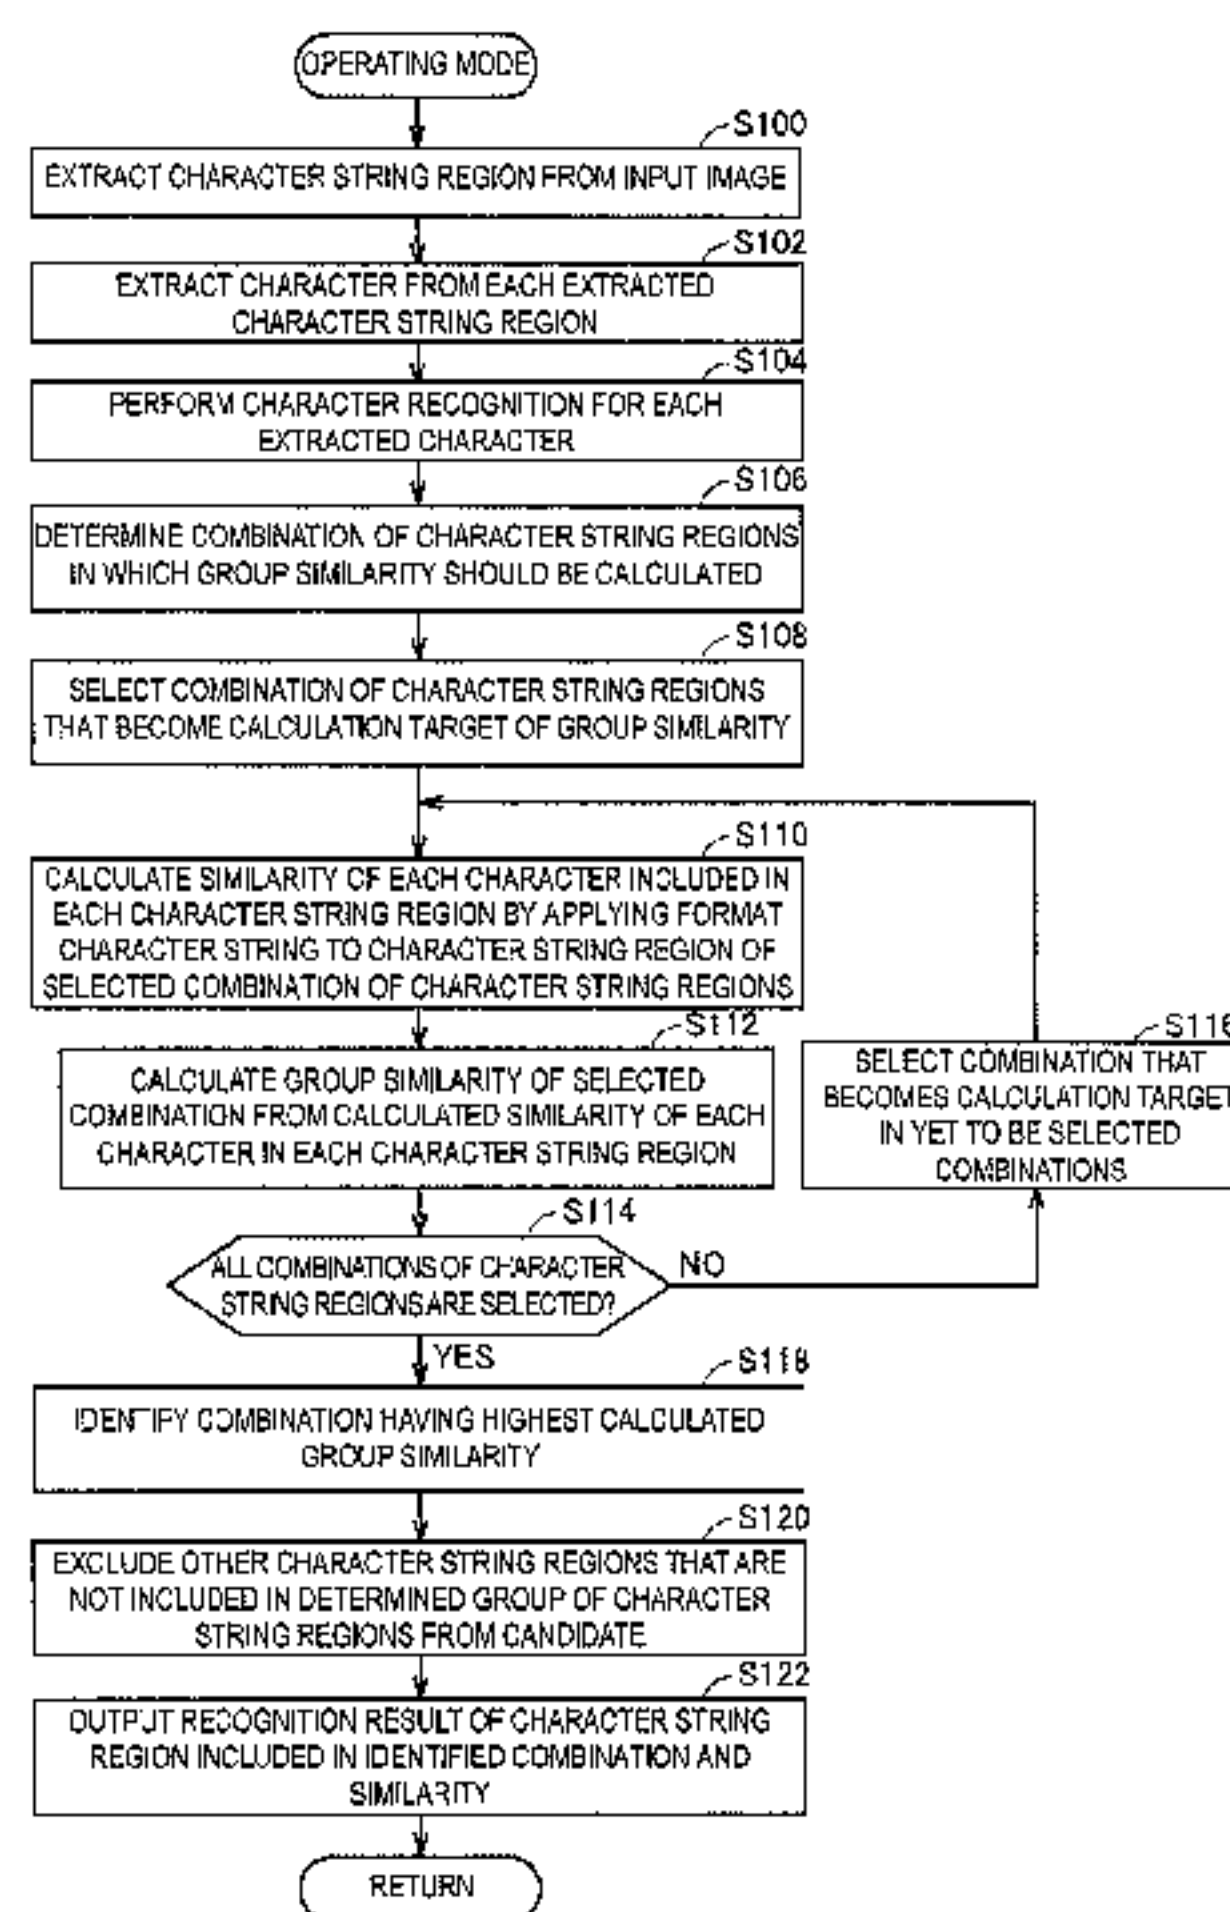 OPERATING MODE
S100
EXTRACT CHARACTER STRING REGION FROM INPUT IMAGE
S102
EXTRACT CHARACTER FROM EACH EXTRACTED
CHARACTER STRING REGION
S104
PERFORM CHARACTER RECOGNITION FOR EACH
EXTRACTED CHARACTER
S106
DETERMINE COMBINATION OF CHARACTER STRING REGIONS
IN WHICH GROUP SIMILARITY SHOULD BE CALCULATED
S108
SELECT COMBINATION OF CHARACTER STRING REGIONS
THAT BECOME CALCULATION TARGET OF GROUP SIMILARITY
S110
CALCULATE SIMILARITY OF EACH CHARACTER INCLUDED IN
EACH CHARACTER STRING REGION BY APPLYING FORMAT
CHARACTER STRING TO CHARACTER STRING REGION OF
SELECTED COMBINATION OF CHARACTER STRING REGIONS
S112
CALCULATE GROUP SIMILARITY OF SELECTED
COMBINATION FROM CALCULATED SIMILARITY OF EACH
CHARACTER IN EACH CHARACTER STRING REGION
S116
SELECT COMBINATION THAT
BECOMES CALCULATION TARGET
IN YET TO BE SELECTED
COMBINATIONS
S114
ALL COMBINATIONS OF CHARACTER
STRING REGIONS ARE SELECTED?
NO
YES
S118
IDENTIFY COMBINATION HAVING HIGHEST CALCULATED
GROUP SIMILARITY
S120
EXCLUDE OTHER CHARACTER STRING REGIONS THAT ARE
NOT INCLUDED IN DETERMINED GROUP OF CHARACTER
STRING REGIONS FROM CANDIDATE
S122
OUTPUT RECOGNITION RESULT OF CHARACTER STRING
REGION INCLUDED IN IDENTIFIED COMBINATION AND
SIMILARITY
RETURN